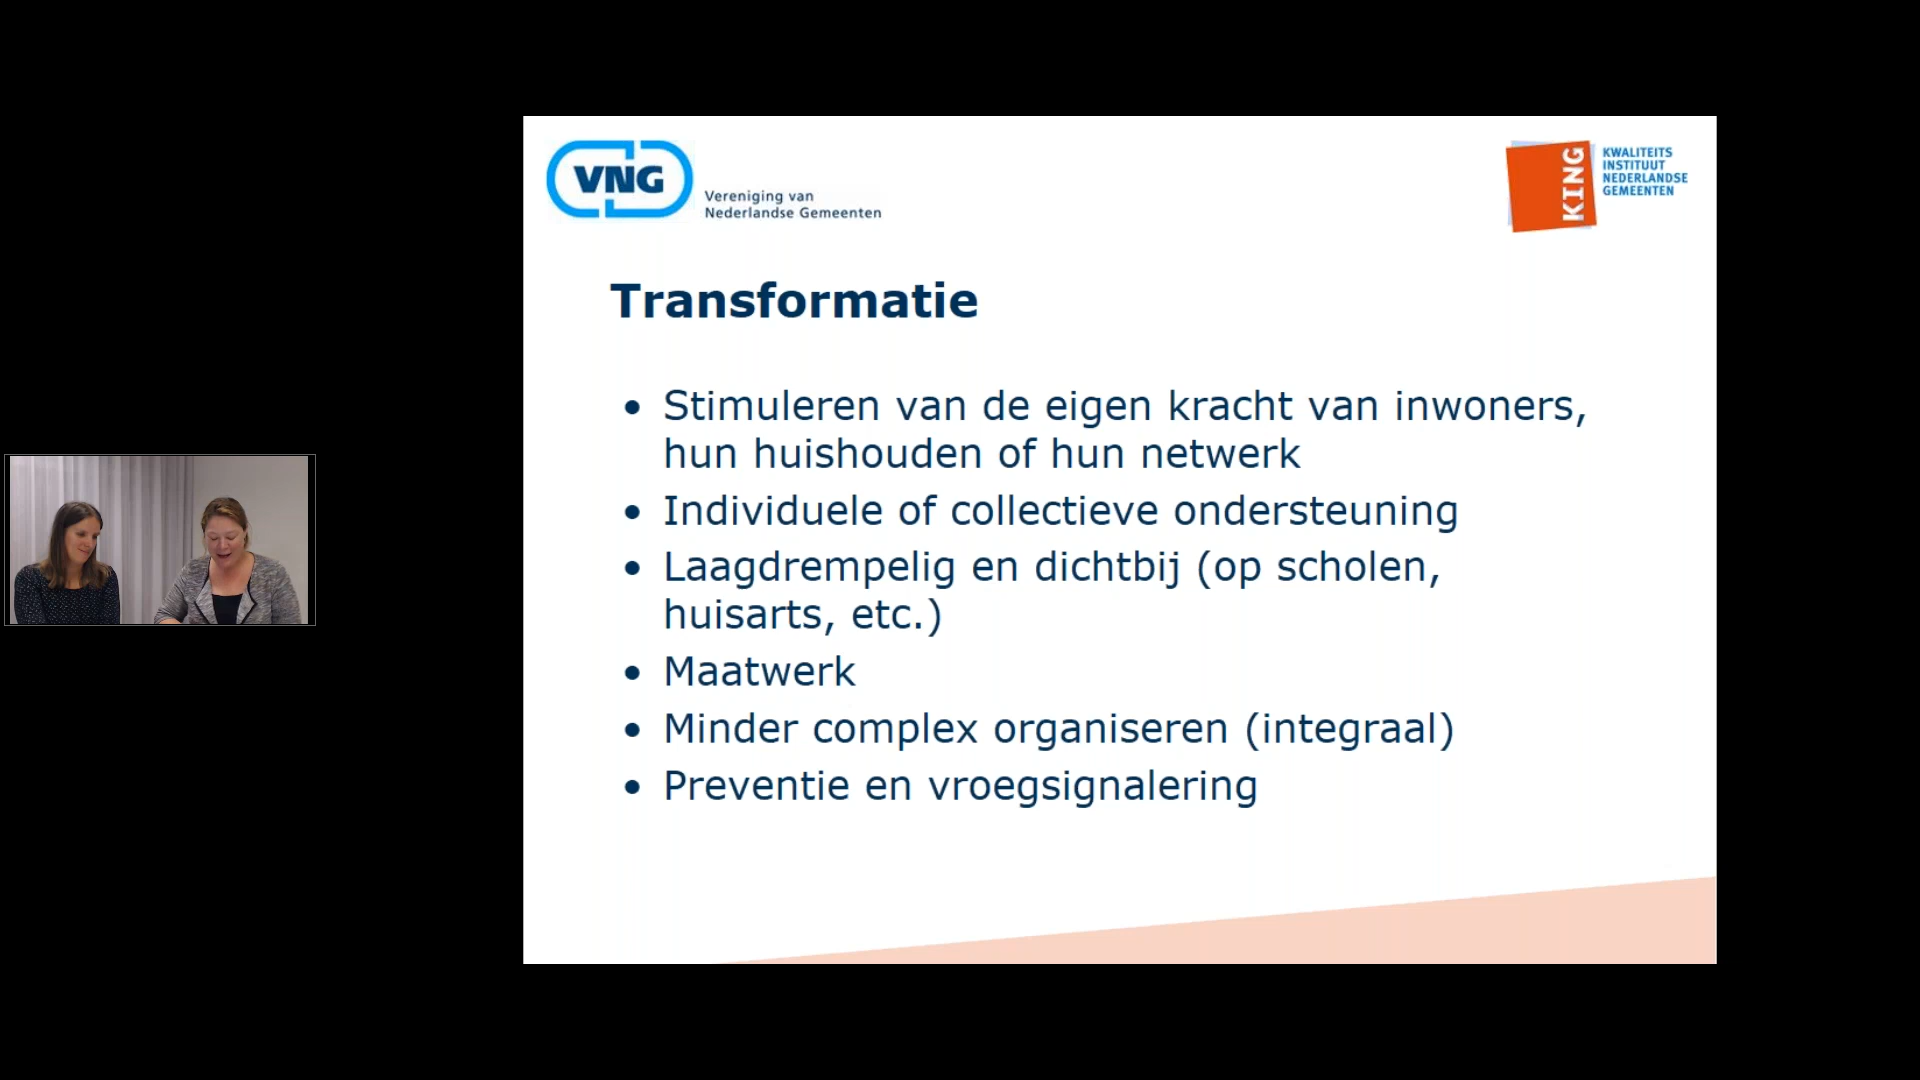 VNG
Vereniging van
Nederlandse Gemeenten
KING
KWALITEITS
INSTITUUT
NEDERLANDSE
GEMEENTEN
Transformatie
• Stimuleren van de eigen kracht van inwoners,
hun huishouden of hun netwerk
• Individuele of collectieve ondersteuning
• Laagdrempelig en dichtbij (op scholen,
huisarts, etc.)
• Maatwerk
• Minder complex organiseren (integraal)
• Preventie en vroegsignalering